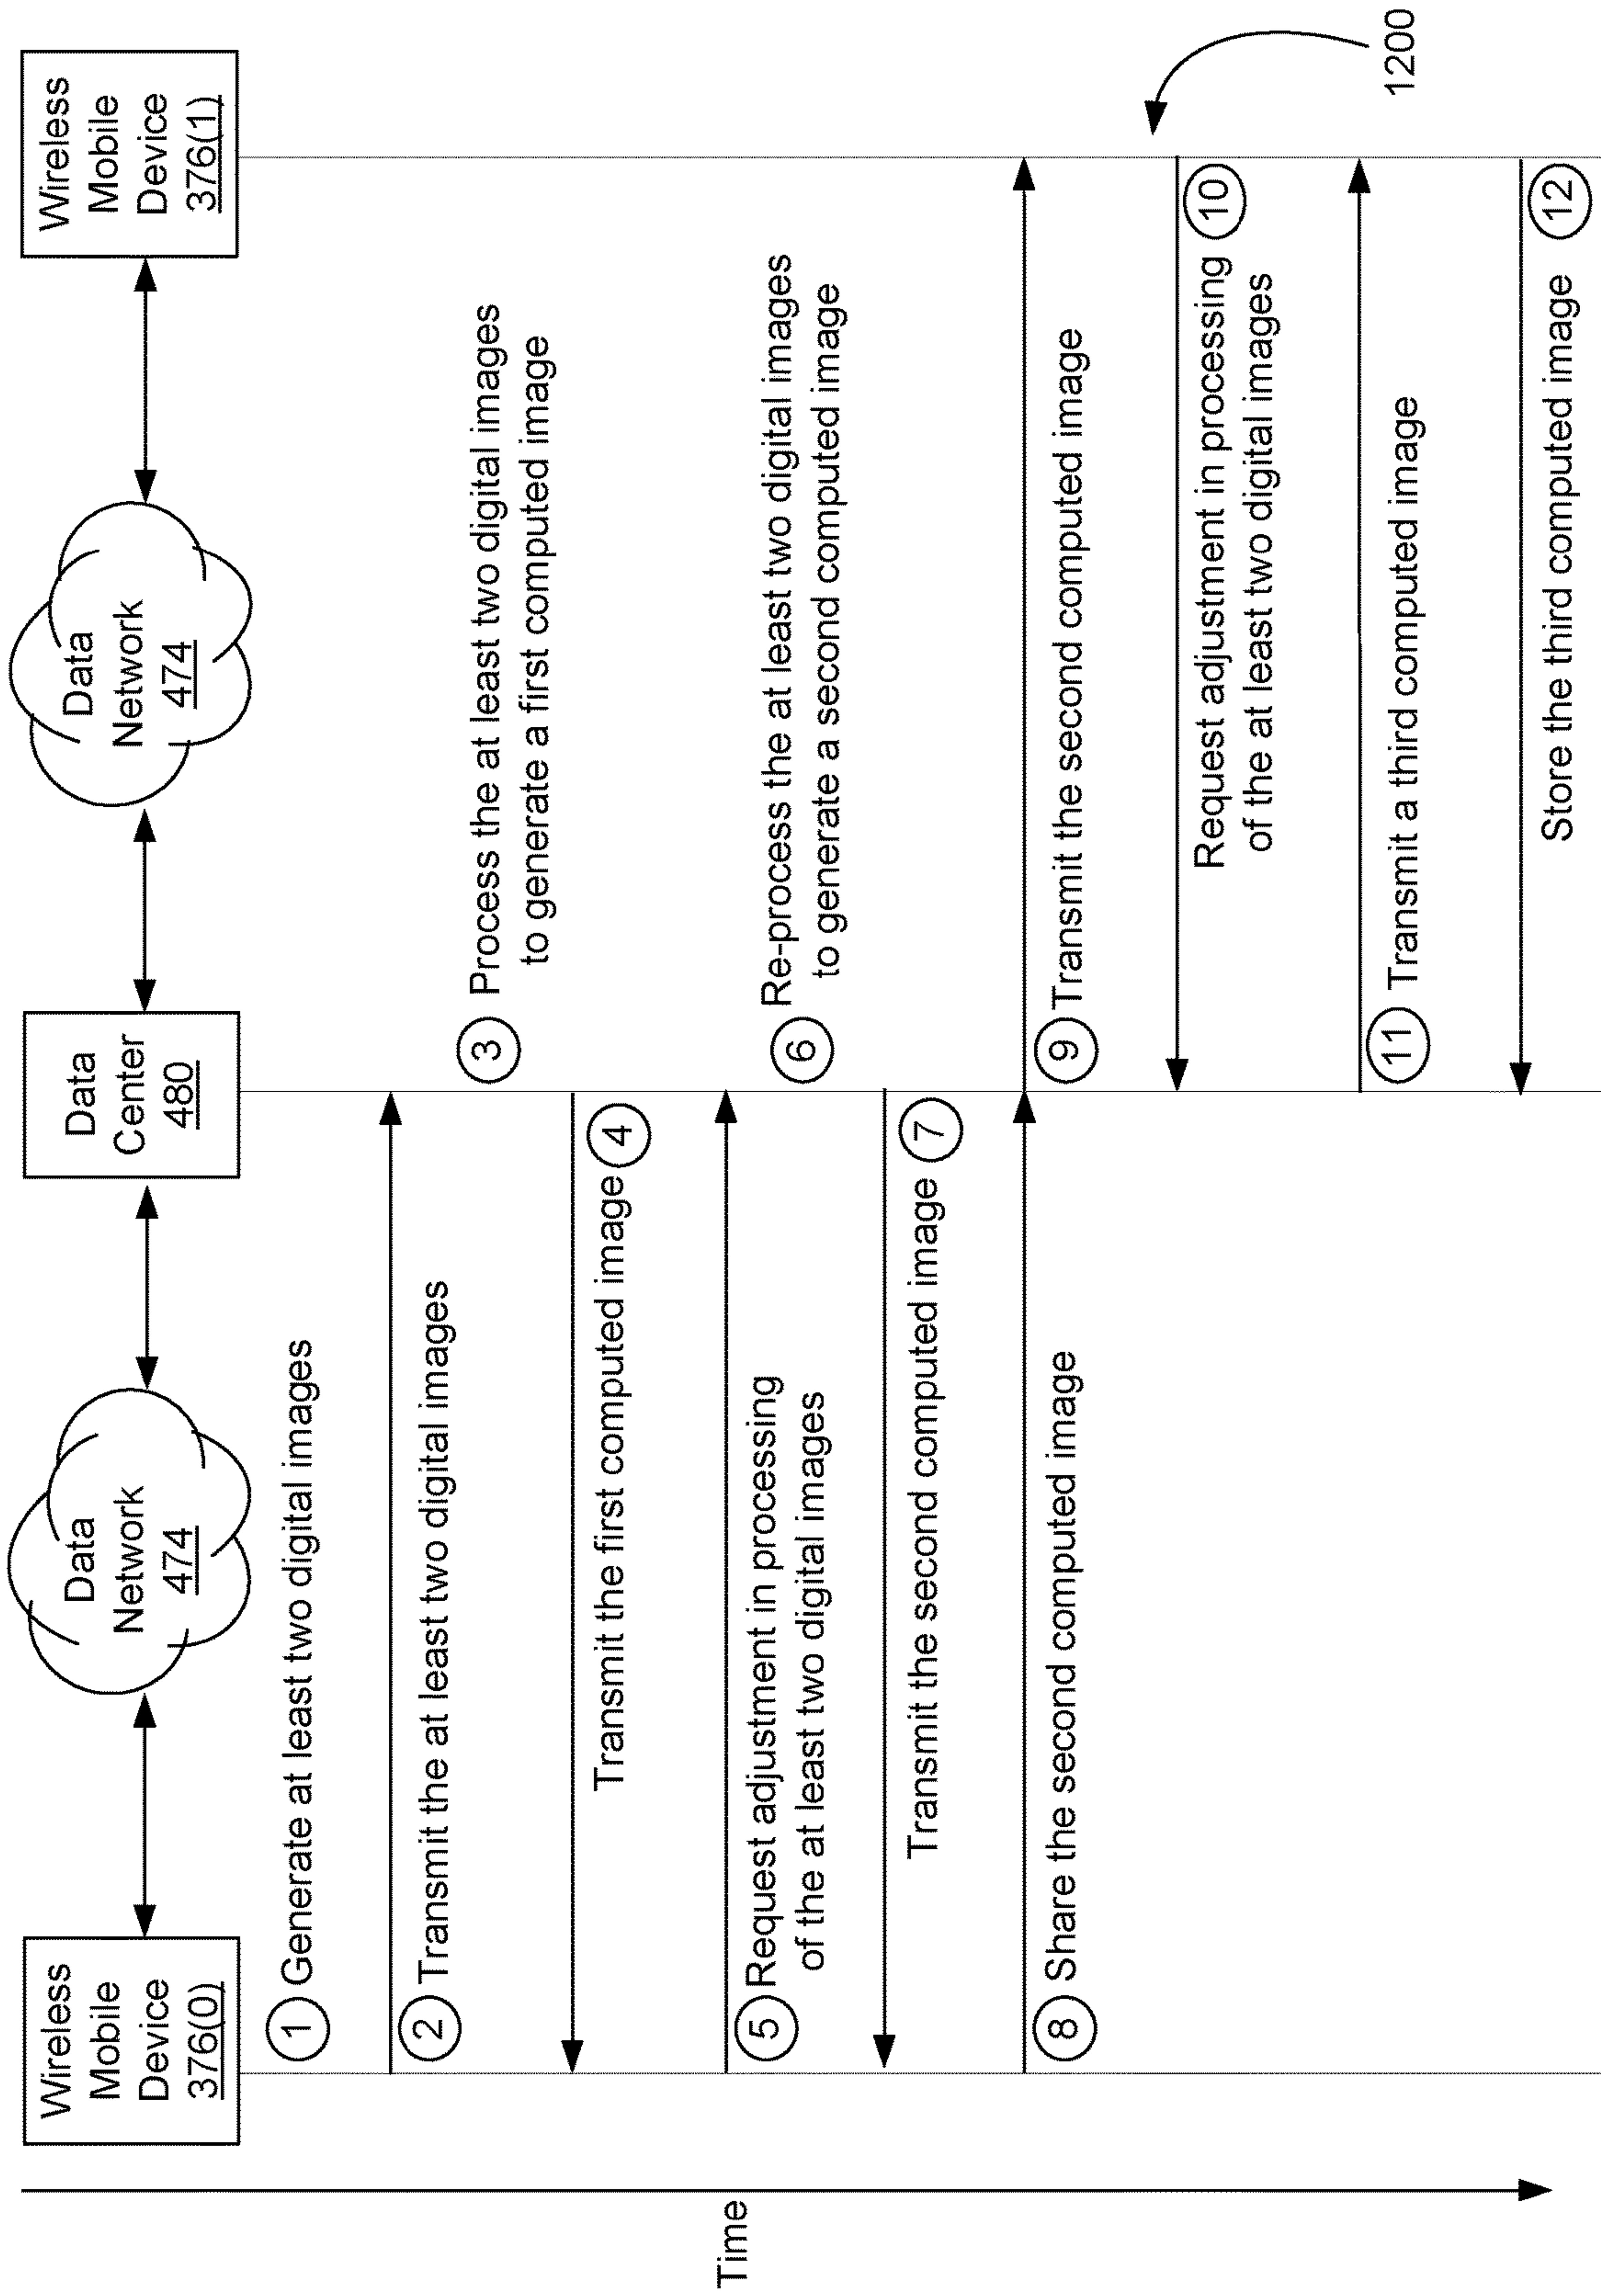 Wireless
Mobile
Device
376(0)
Data
Network
474
Data
Center
480
Data
Network
474
Wireless
Mobile
Device
376(1)
Time
1 Generate at least two digital images
2 Transmit the at least two digital images
3 Process the at least two digital images
to generate a first computed image
Transmit the first computed image 4
5 Request adjustment in processing
of the at least two digital images
6 Re-process the at least two digital images
to generate a second computed image
Transmit the second computed image 7
8 Share the second computed image
9 Transmit the second computed image
Request adjustment in processing 10
of the at least two digital images
11 Transmit a third computed image
Store the third computed image 12
1200